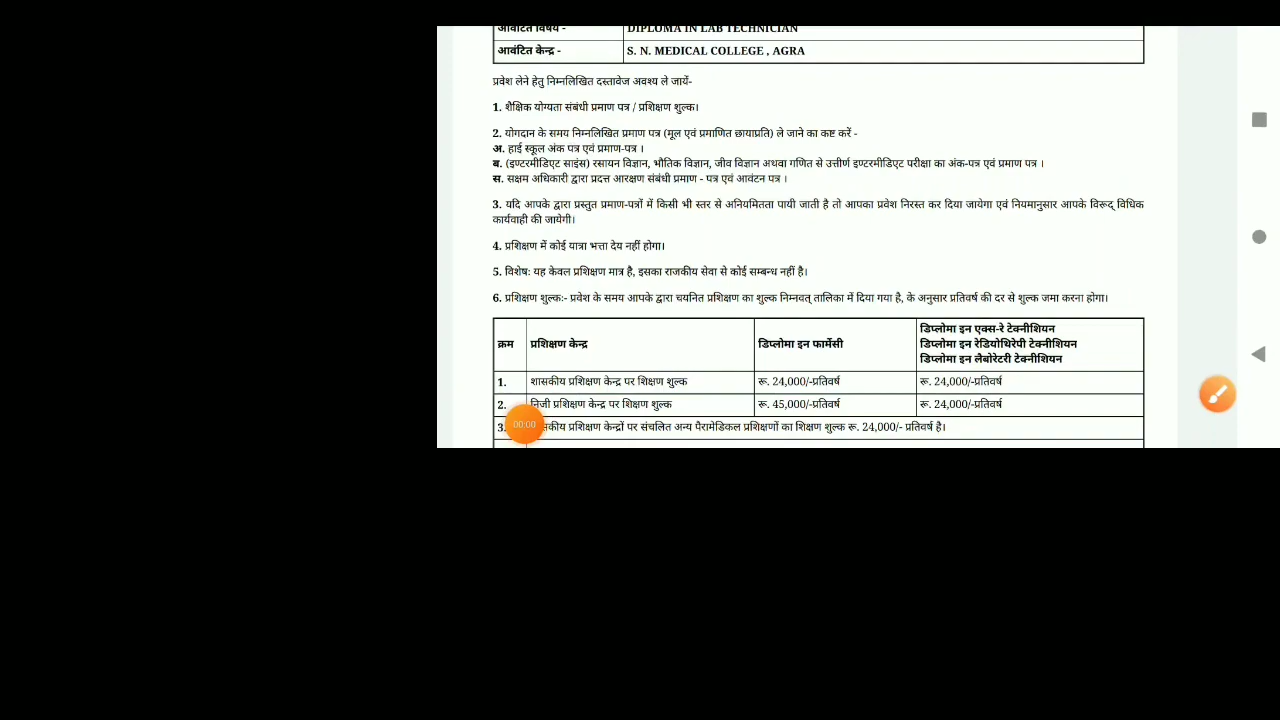 आवंटित विषय - DIPLOMA IN LAB TECHNICIAN
आवंटित केन्द्र - S. N. MEDICAL COLLEGE , AGRA
प्रवेश लेने हेतु निम्नलिखित दस्तावेज अवश्य ले जायें-
1. शैक्षिक योग्यता संबंधी प्रमाण पत्र / प्रशिक्षण शुल्क।
2. योगदान के समय निम्नलिखित प्रमाण पत्र (मूल एवं प्रमाणित छायाप्रति) ले जाने का कष्ट करें -
अ. हाई स्कूल अंक पत्र एवं प्रमाण-पत्र ।
ब. (इण्टरमीडिएट साइंस) रसायन विज्ञान, भौतिक विज्ञान, जीव विज्ञान अथवा गणित से उत्तीर्ण इण्टरमीडिएट परीक्षा का अंक-पत्र एवं प्रमाण पत्र ।
स. सक्षम अधिकारी द्वारा प्रदत्त आरक्षण संबंधी प्रमाण - पत्र एवं आवंटन पत्र ।
3. यदि आपके द्वारा प्रस्तुत प्रमाण-पत्रों में किसी भी स्तर से अनियमितता पायी जाती है तो आपका प्रवेश निरस्त कर दिया जायेगा एवं नियमानुसार आपके विरूद् विधिक
कार्यवाही की जायेगी।
4. प्रशिक्षण में कोई यात्रा भत्ता देय नहीं होगा।
5. विशेषः यह केवल प्रशिक्षण मात्र है, इसका राजकीय सेवा से कोई सम्बन्ध नहीं है।
6. प्रशिक्षण शुल्कः- प्रवेश के समय आपके द्वारा चयनित प्रशिक्षण का शुल्क निम्नवत् तालिका में दिया गया है, के अनुसार प्रतिवर्ष की दर से शुल्क जमा करना होगा।
क्रम प्रशिक्षण केन्द्र डिप्लोमा इन फार्मेसी डिप्लोमा इन एक्स-रे टेक्नीशियन
डिप्लोमा इन रेडियोथिरेपी टेक्नीशियन
डिप्लोमा इन लैबोरेटरी टेक्नीशियन
1. शासकीय प्रशिक्षण केन्द्र पर शिक्षण शुल्क रू. 24,000/-प्रतिवर्ष रू. 24,000/-प्रतिवर्ष
2. निजी प्रशिक्षण केन्द्र पर शिक्षण शुल्क रू. 45,000/-प्रतिवर्ष रू. 24,000/-प्रतिवर्ष
00:00
3. प्रशिक्षण केन्द्रों पर संचलित अन्य पैरामेडिकल प्रशिक्षणों का शिक्षण शुल्क रू. 24,000/- प्रतिवर्ष है।